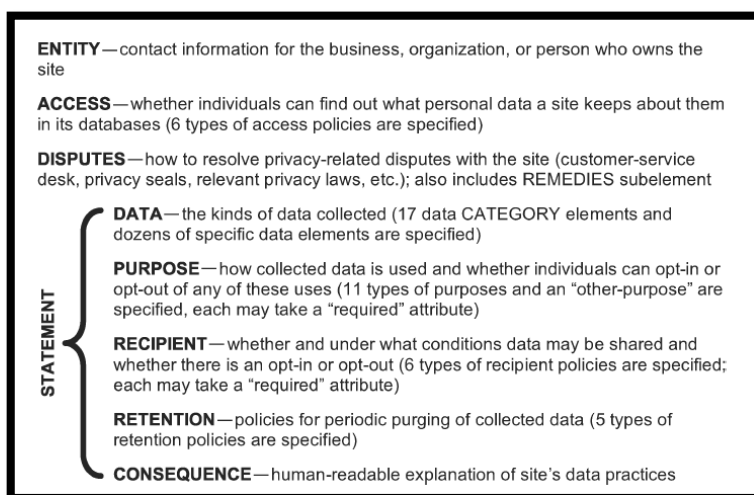 ENTITY—contact information for the business, organization, or person who owns the
site
ACCESS—whether individuals can find out what personal data a site keeps about them
in its databases (6 types of access policies are specified)
DISPUTES—how to resolve privacy-related disputes with the site (customer-service
desk, privacy seals, relevant privacy laws, etc.); also includes REMEDIES subelement
STATEMENT
DATA—the kinds of data collected (17 data CATEGORY elements and
dozens of specific data elements are specified)
PURPOSE—how collected data is used and whether individuals can opt-in or
opt-out of any of these uses (11 types of purposes and an “other-purpose” are
specified, each may take a “required” attribute)
RECIPIENT—whether and under what conditions data may be shared and
whether there is an opt-in or opt-out (6 types of recipient policies are specified;
each may take a “required” attribute)
RETENTION—policies for periodic purging of collected data (5 types of
retention policies are specified)
CONSEQUENCE—human-readable explanation of site’s data practices